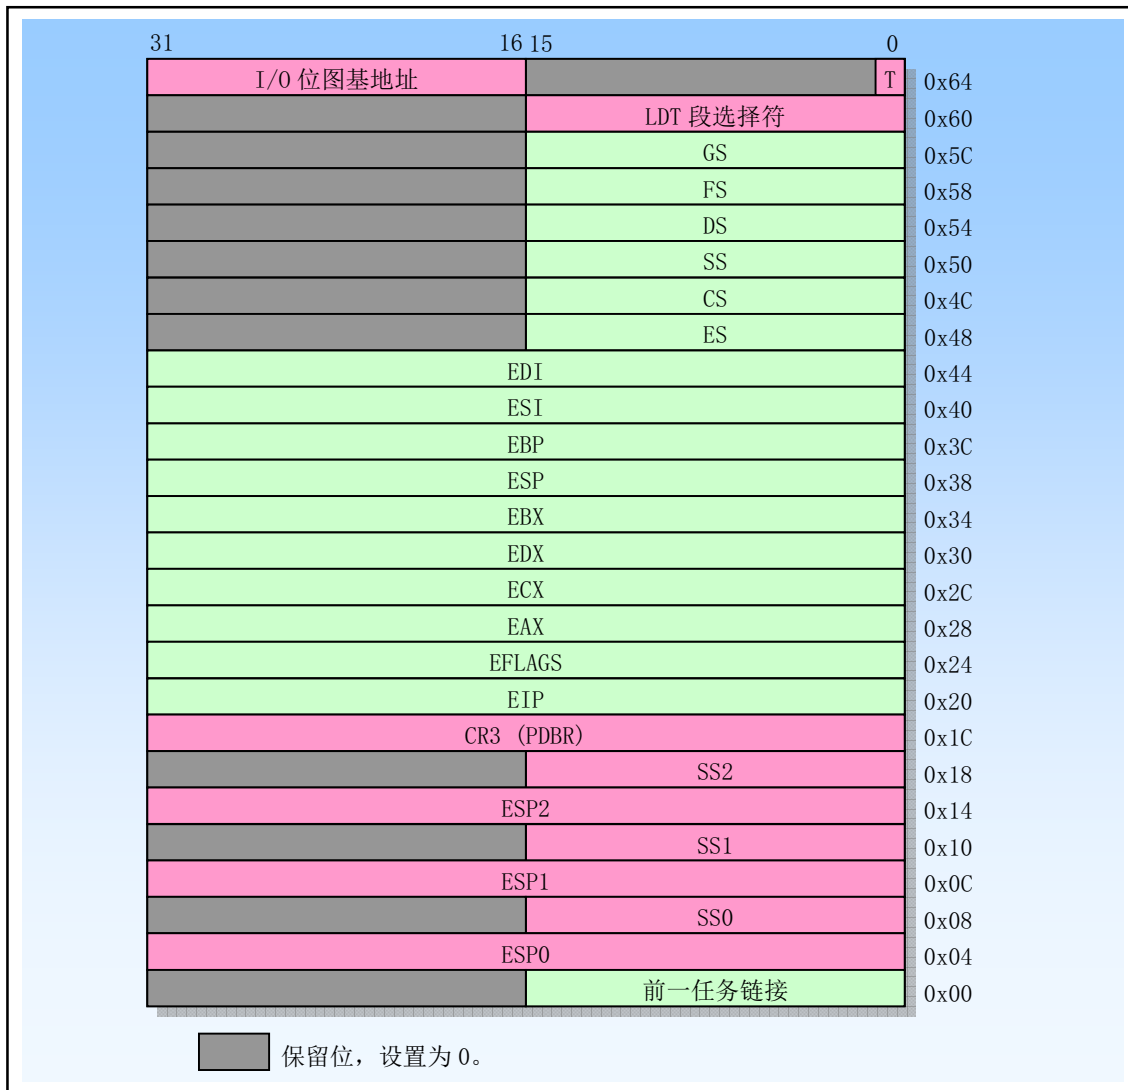 31 16 15 0
I/O 位图基地址 T 0x64
LDT 段选择符 0x60
GS 0x5C
FS 0x58
DS 0x54
SS 0x50
CS 0x4C
ES 0x48
EDI 0x44
ESI 0x40
EBP 0x3C
ESP 0x38
EBX 0x34
EDX 0x30
ECX 0x2C
EAX 0x28
EFLAGS 0x24
EIP 0x20
CR3 (PDBR) 0x1C
SS2 0x18
ESP2 0x14
SS1 0x10
ESP1 0x0C
SS0 0x08
ESP0 0x04
前一任务链接 0x00
保留位，设置为 0。